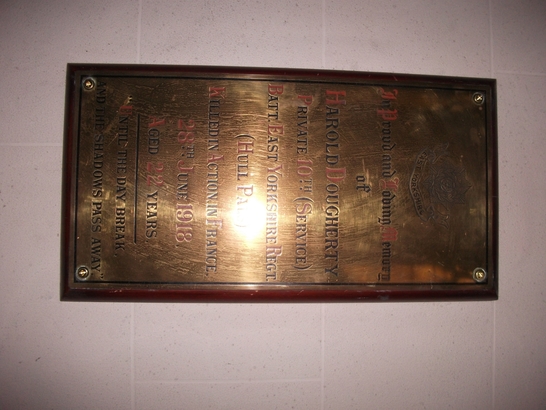 In Proud and Loving Memory
of
HAROLD DOUGHERTY.
PRIVATE 10TH (SERVICE)
BATT. EAST YORKSHIRE REGT.
(HULL PALS)
KILLED IN ACTION IN FRANCE.
28TH JUNE 1918
AGED 22 YEARS
"UNTIL THE DAY BREAK,
AND THE SHADOWS PASS AWAY."